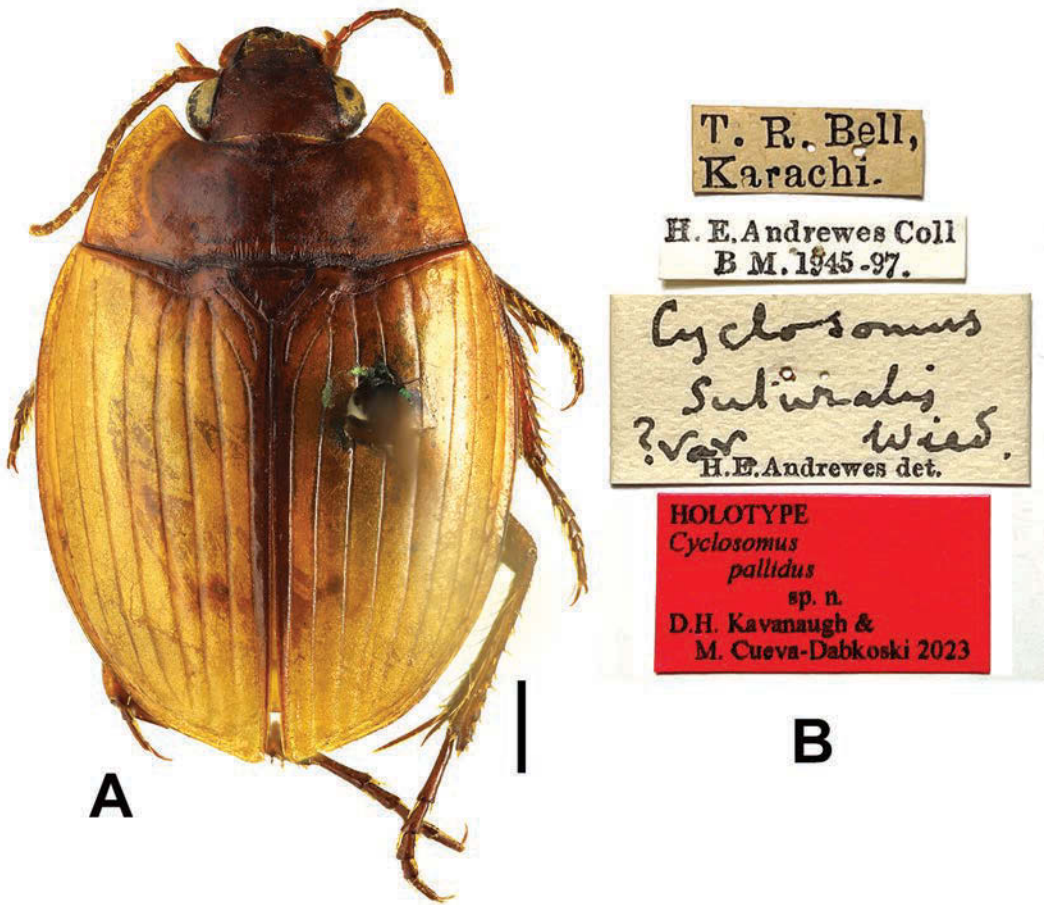 T. R. Bell,
Karachi.
H. E. Andrewes Coll
B M. 1945-97.
Cyclosomus
suturalis
? var Wied.
H. E. Andrewes det.
HOLOTYPE
Cyclosomus
pallidus
sp. n.
D.H. Kavanaugh &
M. Cueva-Dabkoski 2023
A
B